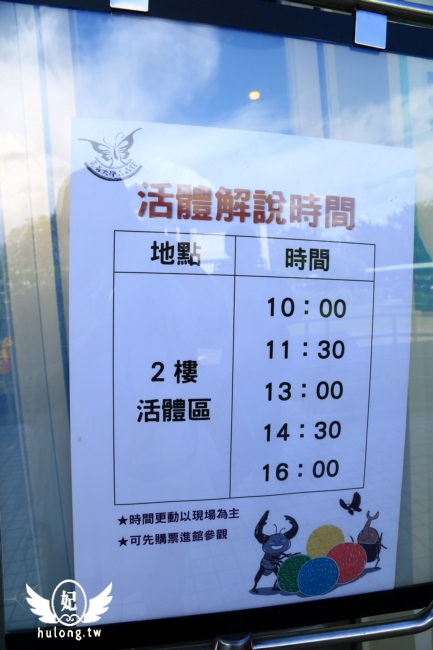 活體解說時間
地點
時間
2 樓
活體區
10：00
11：30
13：00
14：30
16：00
★時間更動以現場為主
★可先購票進館參觀
妃
hulong.tw